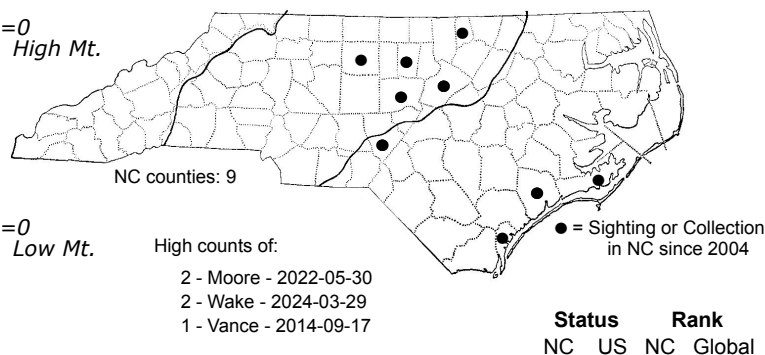 =0
High Mt.
NC counties: 9
=0
Low Mt.
High counts of:
2 - Moore - 2022-05-30
2 - Wake - 2024-03-29
1 - Vance - 2014-09-17
● = Sighting or Collection
in NC since 2004
Status Rank
NC US NC Global